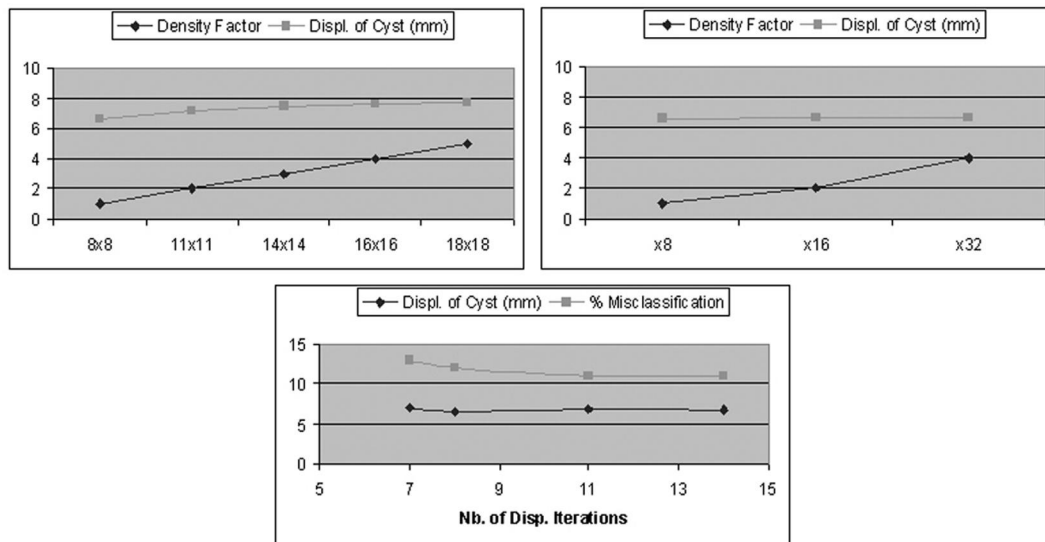 Density Factor Displ. of Cyst (mm)
10
8
6
4
2
0
8x8 11x11 14x14 16x16 18x18
Density Factor Displ. of Cyst (mm)
10
8
6
4
2
0
x8 x16 x32
Displ. of Cyst (mm) % Misclassification
15
10
5
0
5 7 9 11 13 15
Nb. of Disp. Iterations